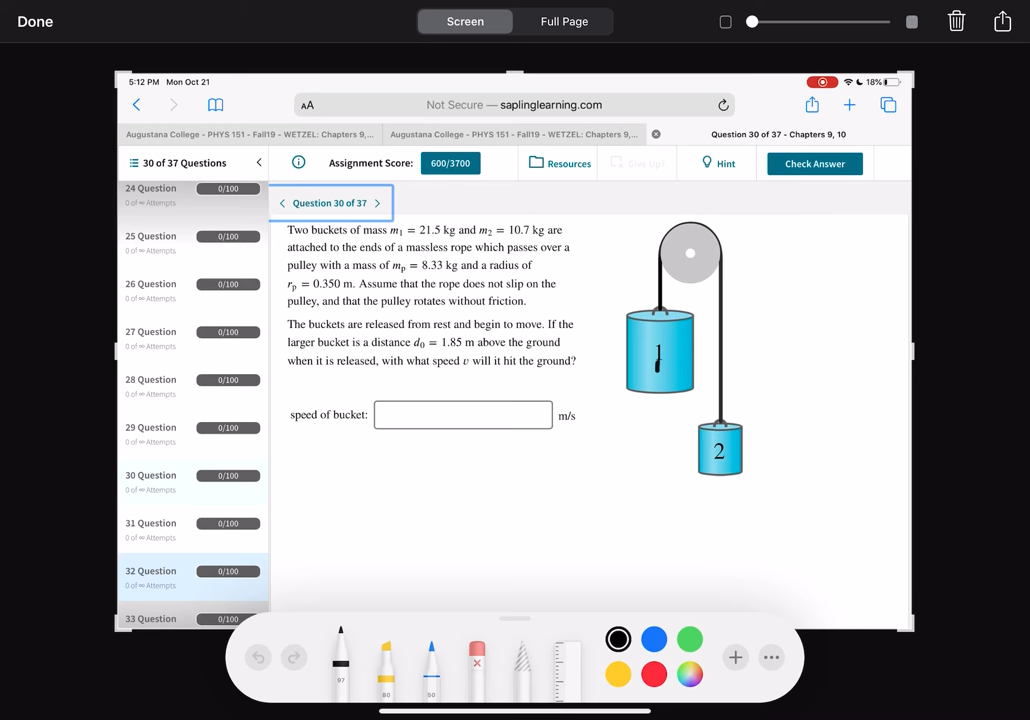 Done
Screen
Full Page
5:12 PM Mon Oct 21
18%
AA
Not Secure — saplinglearning.com
Augustana College - PHYS 151 - Fall19 - WETZEL: Chapters 9,...
Augustana College - PHYS 151 - Fall19 - WETZEL: Chapters 9,...
Question 30 of 37 - Chapters 9, 10
30 of 37 Questions
Assignment Score:
600/3700
Resources
Give Up?
Hint
Check Answer
24 Question
0/100
0 of ∞ Attempts
25 Question
0/100
0 of ∞ Attempts
26 Question
0/100
0 of ∞ Attempts
27 Question
0/100
0 of ∞ Attempts
28 Question
0/100
0 of ∞ Attempts
29 Question
0/100
0 of ∞ Attempts
30 Question
0/100
0 of ∞ Attempts
31 Question
0/100
0 of ∞ Attempts
32 Question
0/100
0 of ∞ Attempts
33 Question
0/100
Question 30 of 37
Two buckets of mass m₁ = 21.5 kg and m₂ = 10.7 kg are
attached to the ends of a massless rope which passes over a
pulley with a mass of mₚ = 8.33 kg and a radius of
rₚ = 0.350 m. Assume that the rope does not slip on the
pulley, and that the pulley rotates without friction.
The buckets are released from rest and begin to move. If the
larger bucket is a distance d₀ = 1.85 m above the ground
when it is released, with what speed v will it hit the ground?
speed of bucket:
m/s
1
2
97
80
50